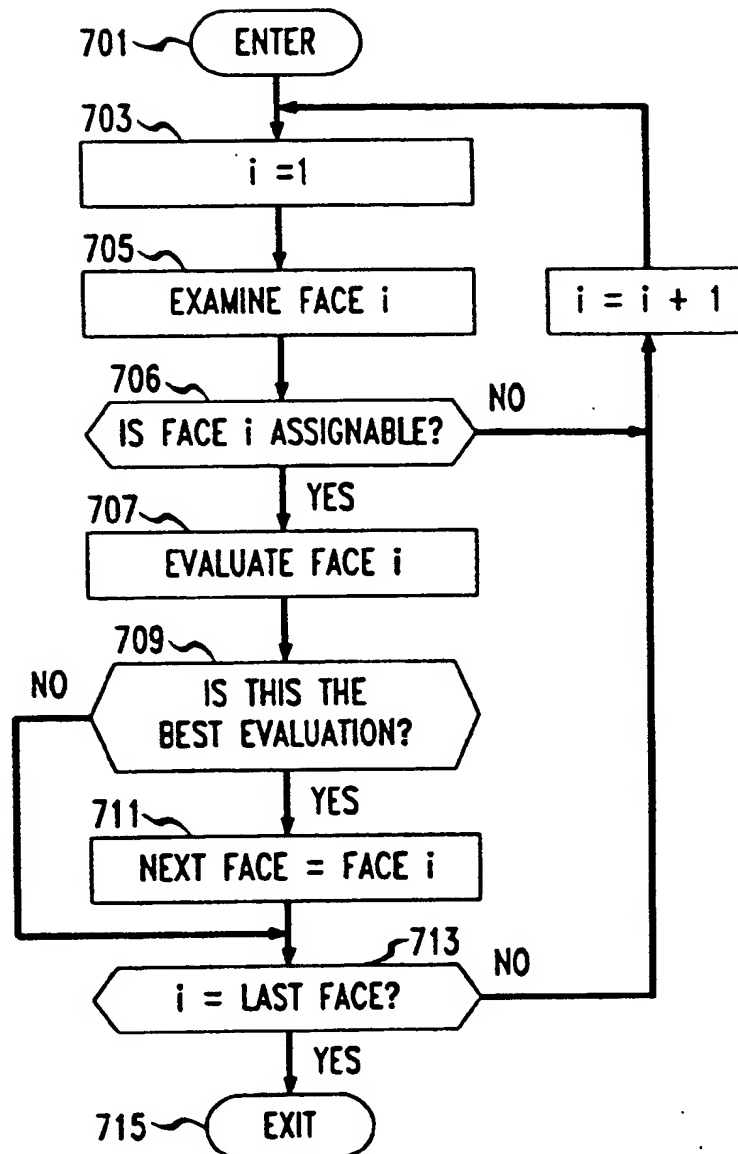 701
ENTER
703
i =1
705
EXAMINE FACE i
i = i + 1
706
NO
IS FACE i ASSIGNABLE?
YES
707
EVALUATE FACE i
709
NO
IS THIS THE
BEST EVALUATION?
YES
711
NEXT FACE = FACE i
713
NO
i = LAST FACE?
YES
715
EXIT